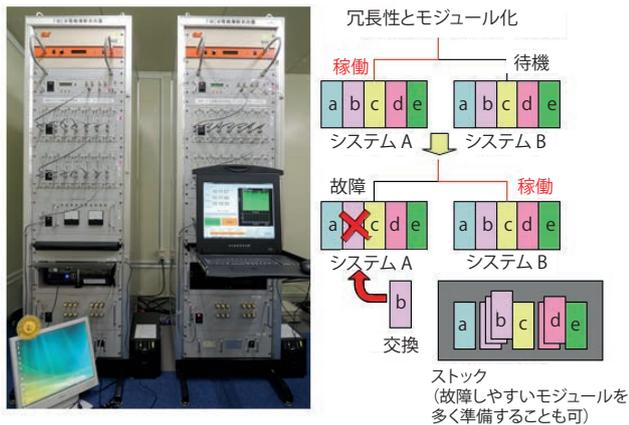 冗長性とモジュール化
稼働
待機
a b c d e
a b c d e
システム A
システム B
故障
稼働
a b c d e
a b c d e
システム A
システム B
b
交換
a b c d e
ストック
（故障しやすいモジュールを
多く準備することも可）